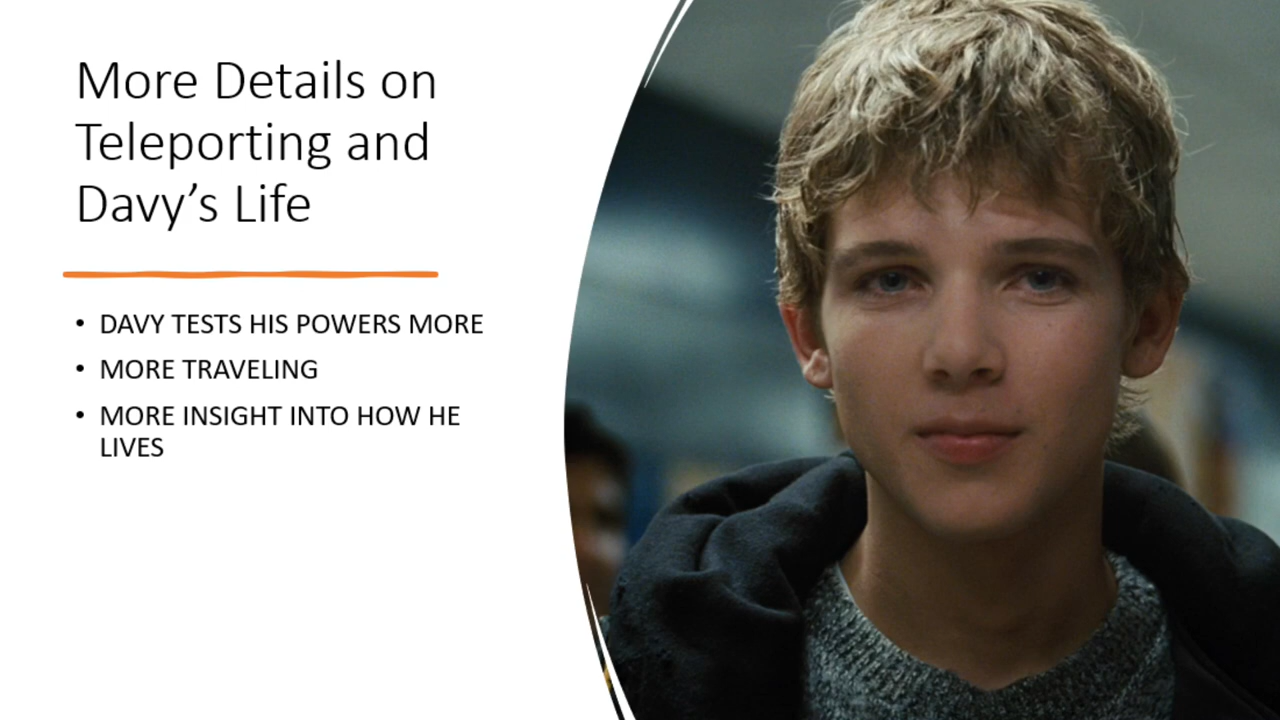 More Details on
Teleporting and
Davy’s Life
• DAVY TESTS HIS POWERS MORE
• MORE TRAVELING
• MORE INSIGHT INTO HOW HE
LIVES